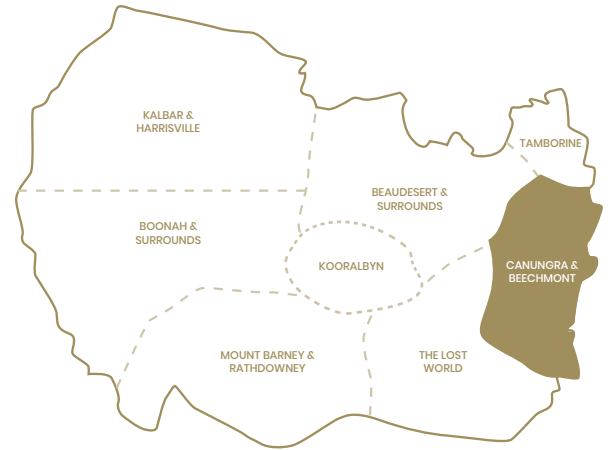 KALBAR &
HARRISVILLE
TAMBORINE
BEAUDESERT &
SURROUNDS
BOONAH &
SURROUNDS
KOORALBYN
CANUNGRA &
BEECHMONT
MOUNT BARNEY &
RATHDOWNEY
THE LOST
WORLD